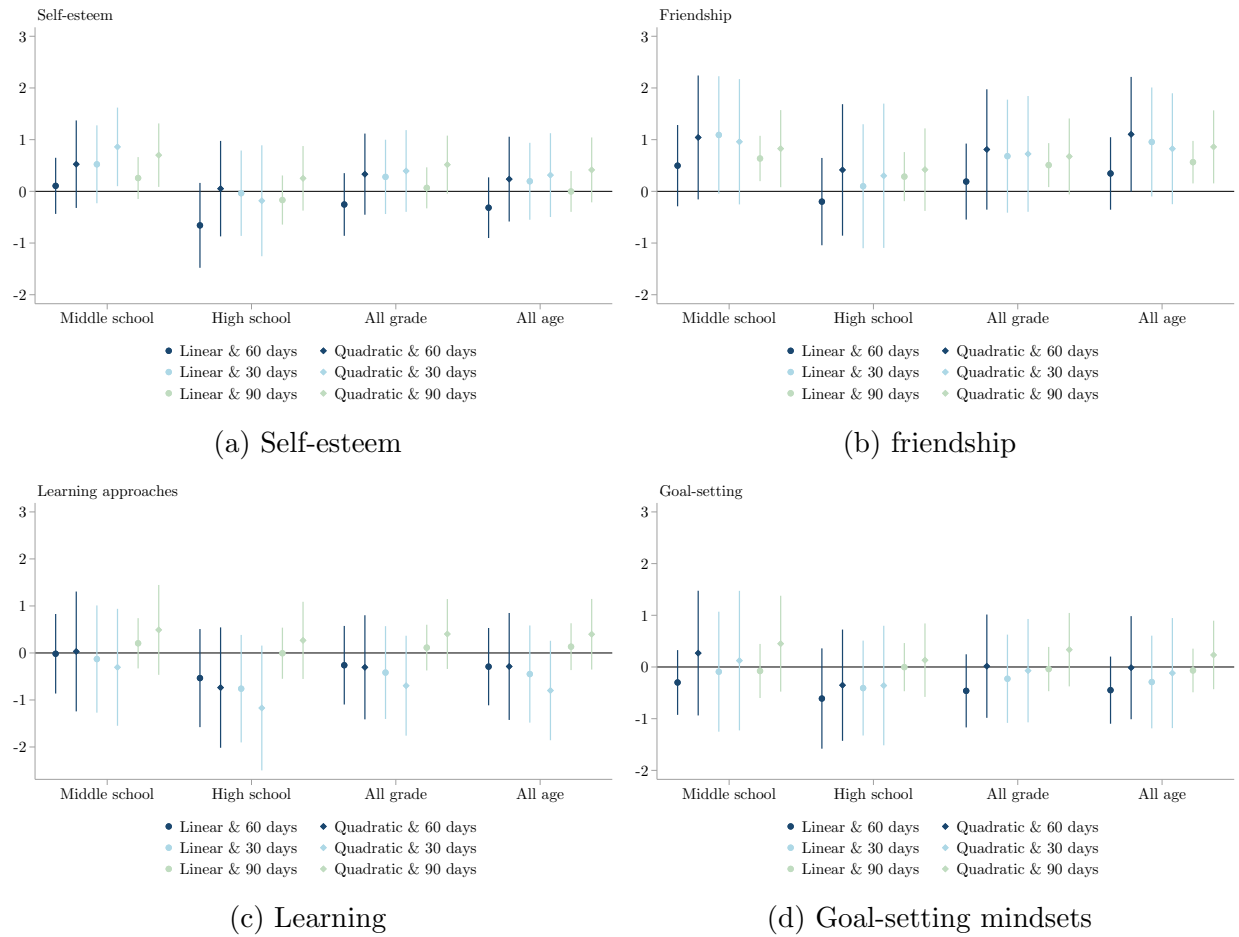 Self-esteem
3
2
1
0
-1
-2
Middle school High school All grade All age
Linear & 60 days Quadratic & 60 days
Linear & 30 days Quadratic & 30 days
Linear & 90 days Quadratic & 90 days
(a) Self-esteem
Friendship
3
2
1
0
-1
-2
Middle school High school All grade All age
Linear & 60 days Quadratic & 60 days
Linear & 30 days Quadratic & 30 days
Linear & 90 days Quadratic & 90 days
(b) friendship
Learning approaches
3
2
1
0
-1
-2
Middle school High school All grade All age
Linear & 60 days Quadratic & 60 days
Linear & 30 days Quadratic & 30 days
Linear & 90 days Quadratic & 90 days
(c) Learning
Goal-setting
3
2
1
0
-1
-2
Middle school High school All grade All age
Linear & 60 days Quadratic & 60 days
Linear & 30 days Quadratic & 30 days
Linear & 90 days Quadratic & 90 days
(d) Goal-setting mindsets